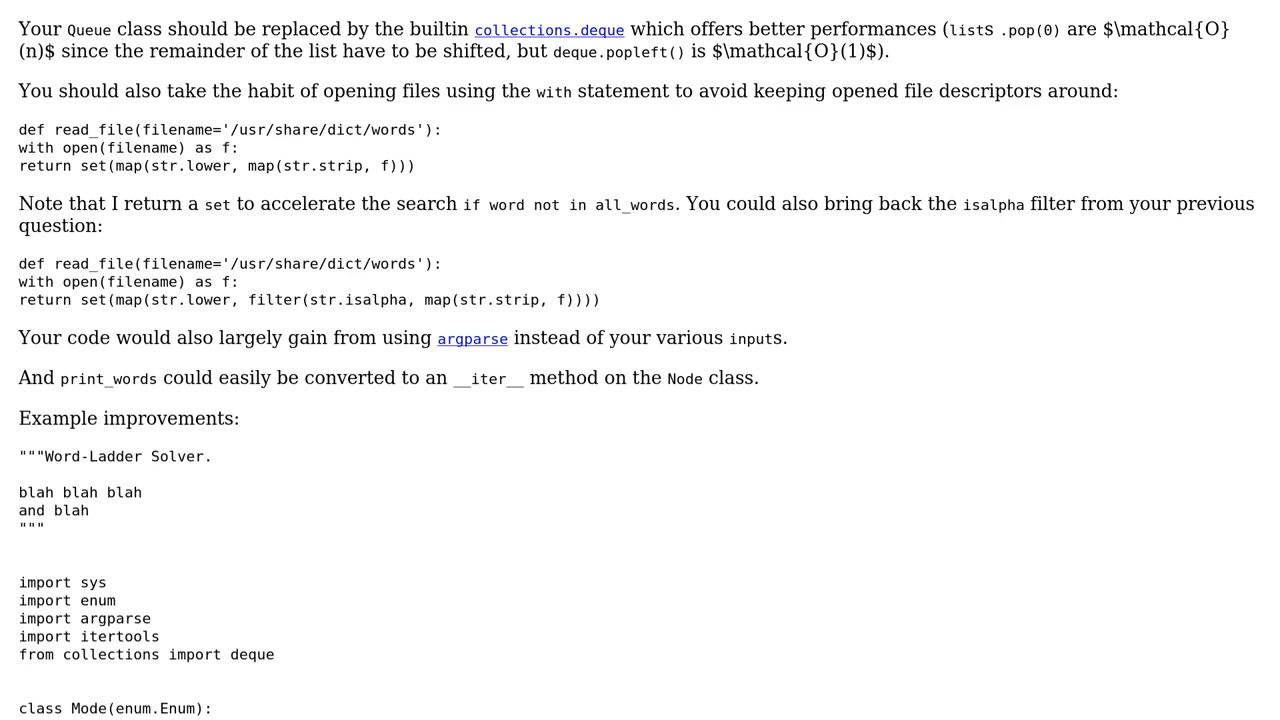 Your Queue class should be replaced by the builtin collections.deque which offers better performances (lists .pop(0) are $\mathcal{O}
(n)$ since the remainder of the list have to be shifted, but deque.popleft() is $\mathcal{O}(1)$).
You should also take the habit of opening files using the with statement to avoid keeping opened file descriptors around:
def read_file(filename='/usr/share/dict/words'):
with open(filename) as f:
return set(map(str.lower, map(str.strip, f)))
Note that I return a set to accelerate the search if word not in all_words. You could also bring back the isalpha filter from your previous
question:
def read_file(filename='/usr/share/dict/words'):
with open(filename) as f:
return set(map(str.lower, filter(str.isalpha, map(str.strip, f))))
Your code would also largely gain from using argparse instead of your various inputs.
And print_words could easily be converted to an __iter__ method on the Node class.
Example improvements:
"""Word-Ladder Solver.
blah blah blah
and blah
"""
import sys
import enum
import argparse
import itertools
from collections import deque
class Mode(enum.Enum):